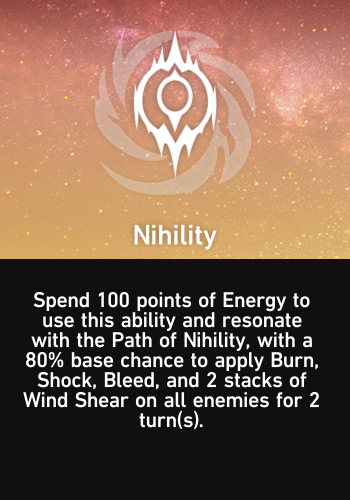 Nihility
Spend 100 points of Energy to
use this ability and resonate
with the Path of Nihility, with a
80% base chance to apply Burn,
Shock, Bleed, and 2 stacks of
Wind Shear on all enemies for 2
turn(s).